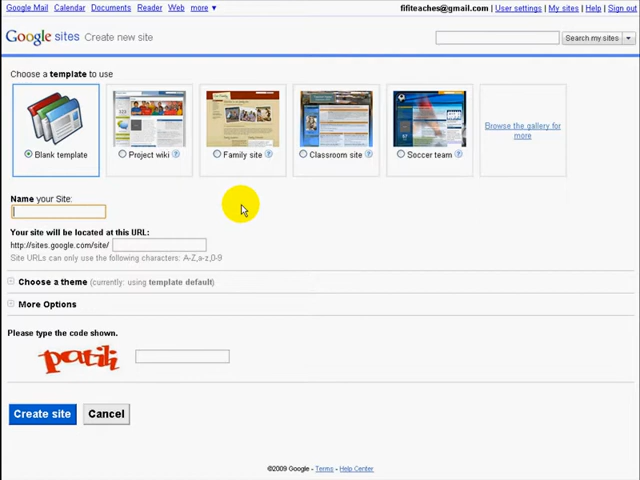 Google Mail Calendar Documents Reader Web more ▼
fifiteaches@gmail.com | User settings | My sites | Help | Sign out
Google sites Create new site
Search my sites
Choose a template to use
Blank template
Project wiki ?
Family site ?
Classroom site ?
Soccer team ?
Browse the gallery for more
Name your Site:
Your site will be located at this URL:
http://sites.google.com/site/
Site URLs can only use the following characters: A-Z,a-z,0-9
Choose a theme (currently: using template default)
More Options
Please type the code shown.
Create site Cancel
©2009 Google - Terms - Help Center